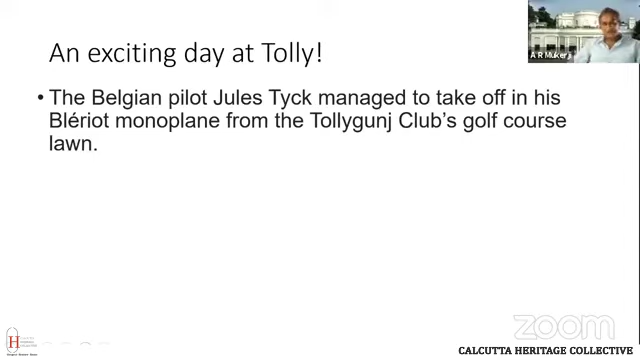 An exciting day at Tolly!
• The Belgian pilot Jules Tyck managed to take off in his
Blériot monoplane from the Tollygunj Club's golf course
lawn.
A R Muker
zoom
CALCUTTA HERITAGE COLLECTIVE